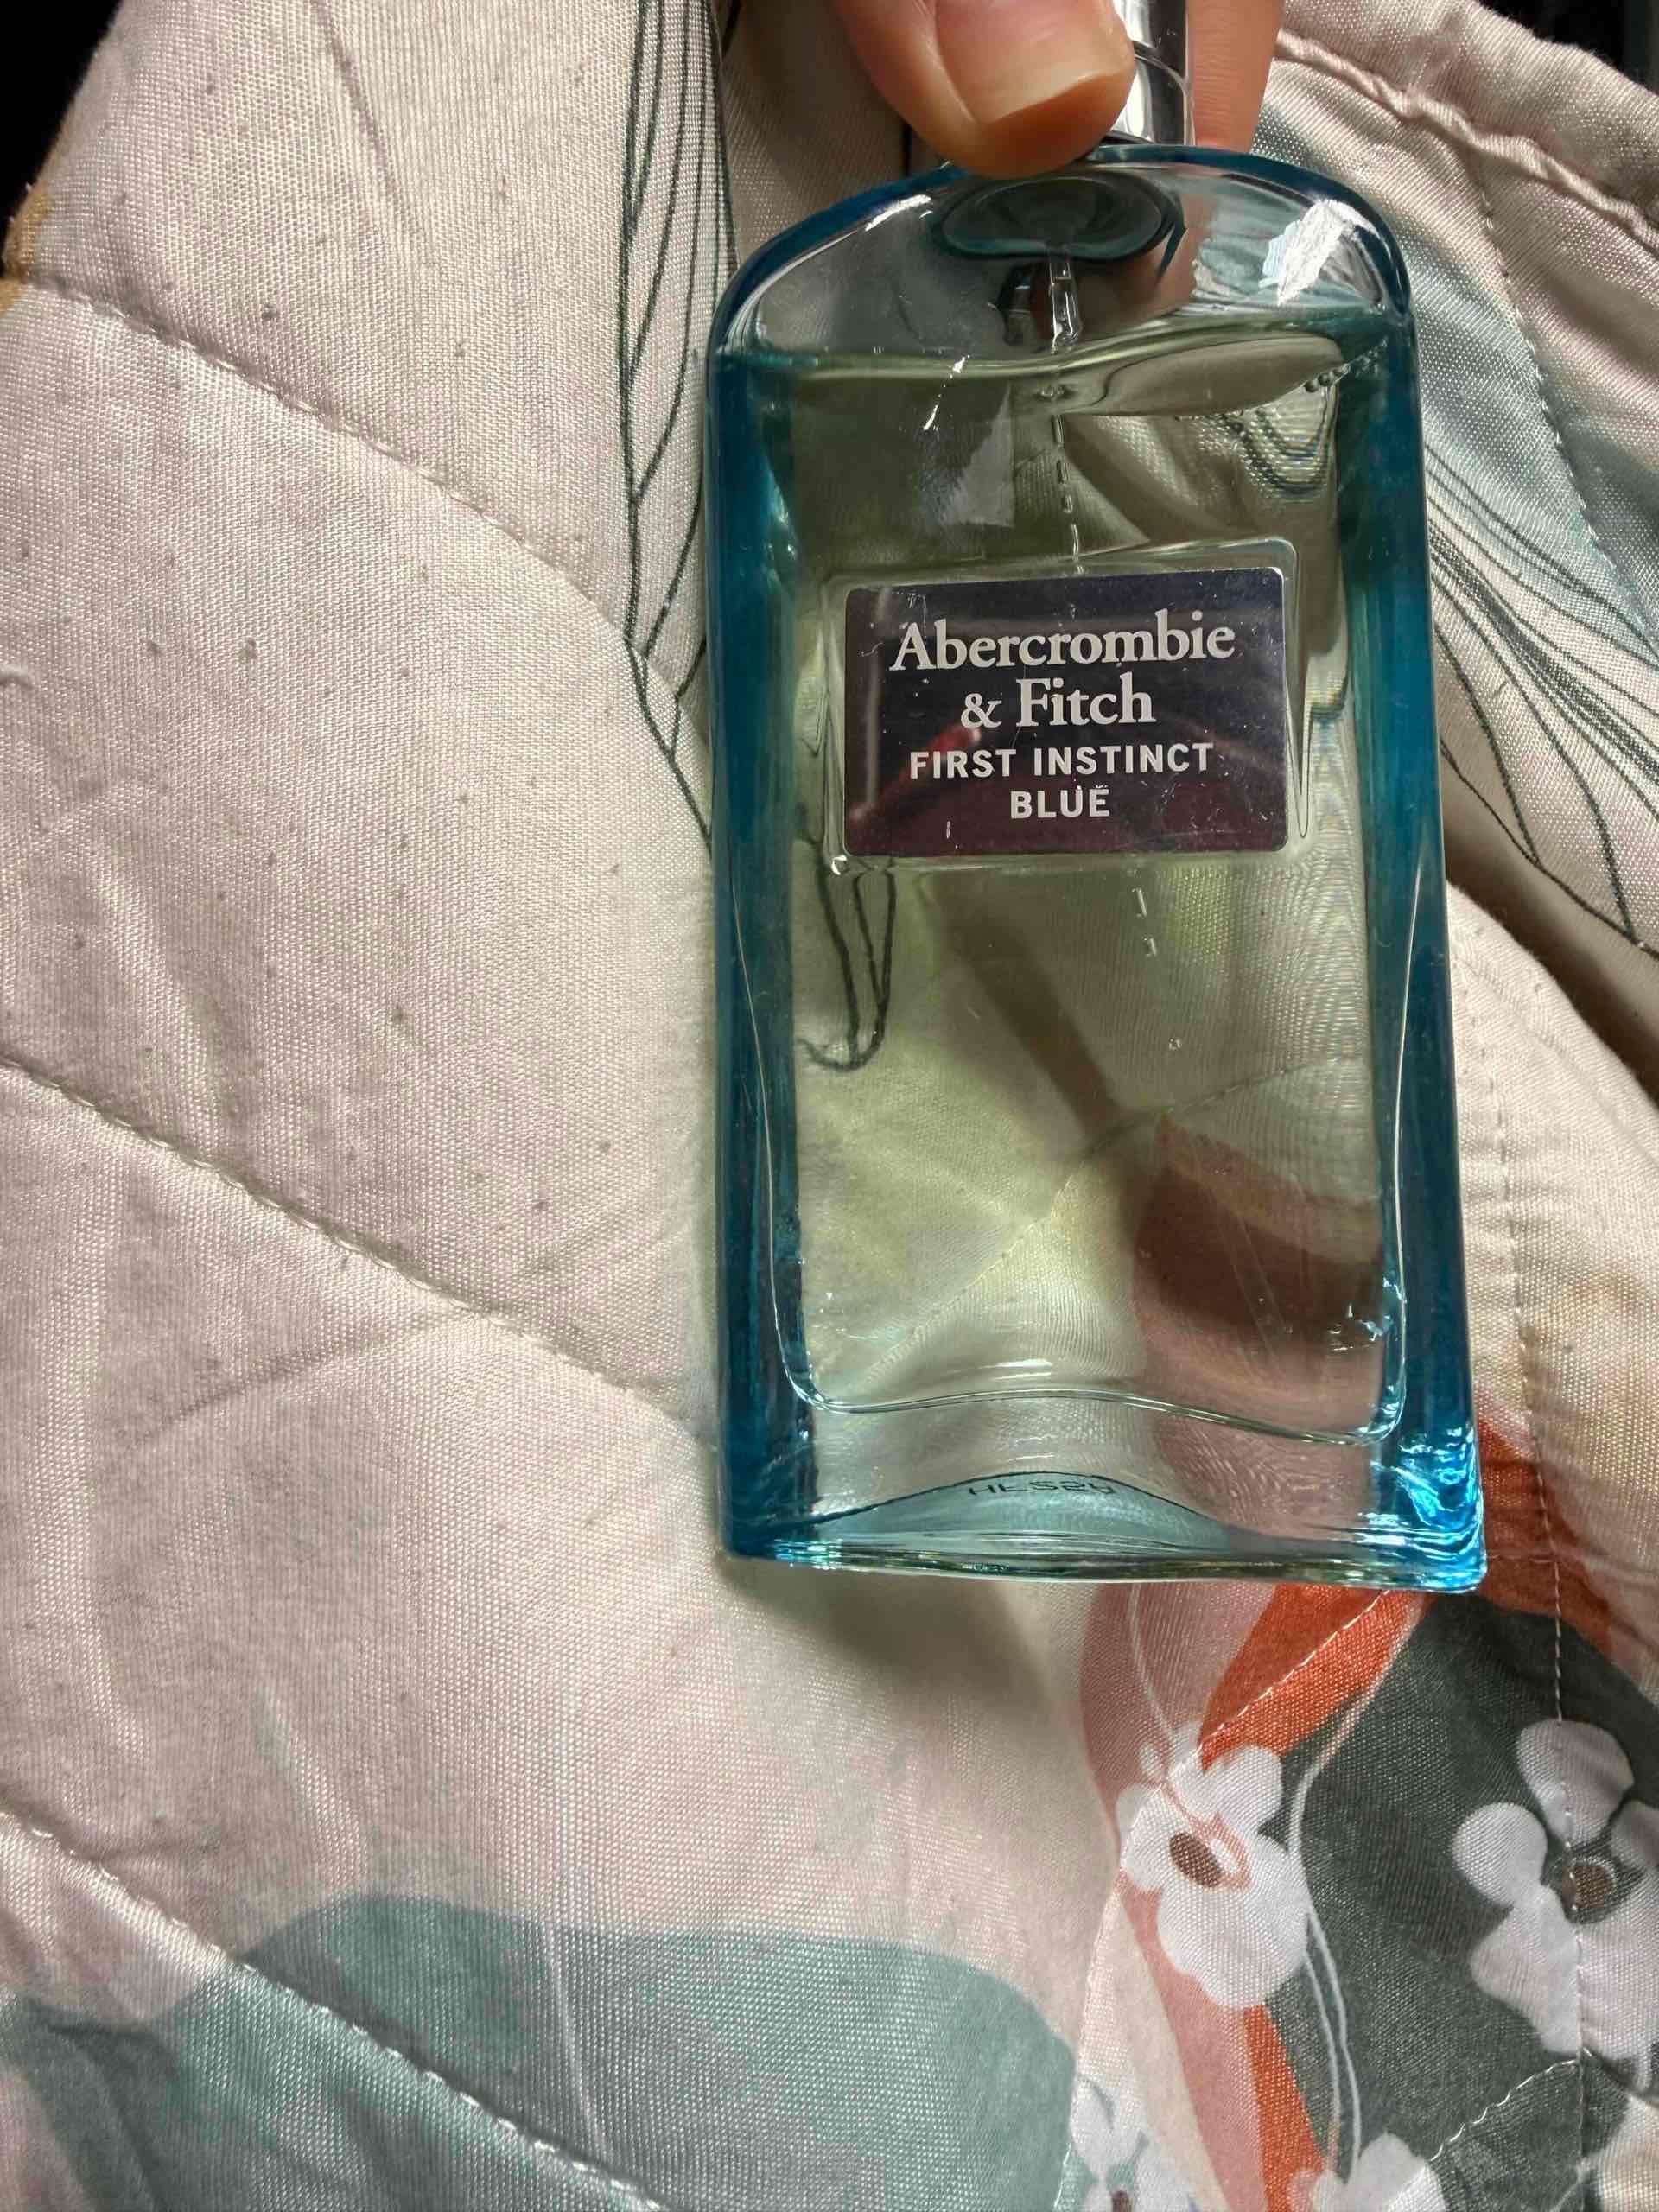 Abercrombie
& Fitch
FIRST INSTINCT
BLUE